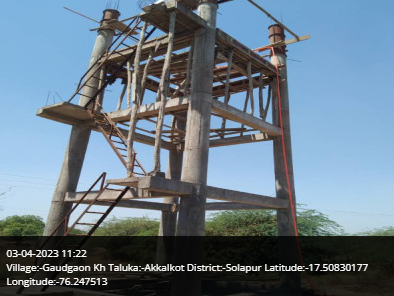 03-04-2023 11:22
Village:-Gaudgaon Kh Taluka:-Akkalkot District:-Solapur Latitude:-17.50830177
Longitude:-76.247513